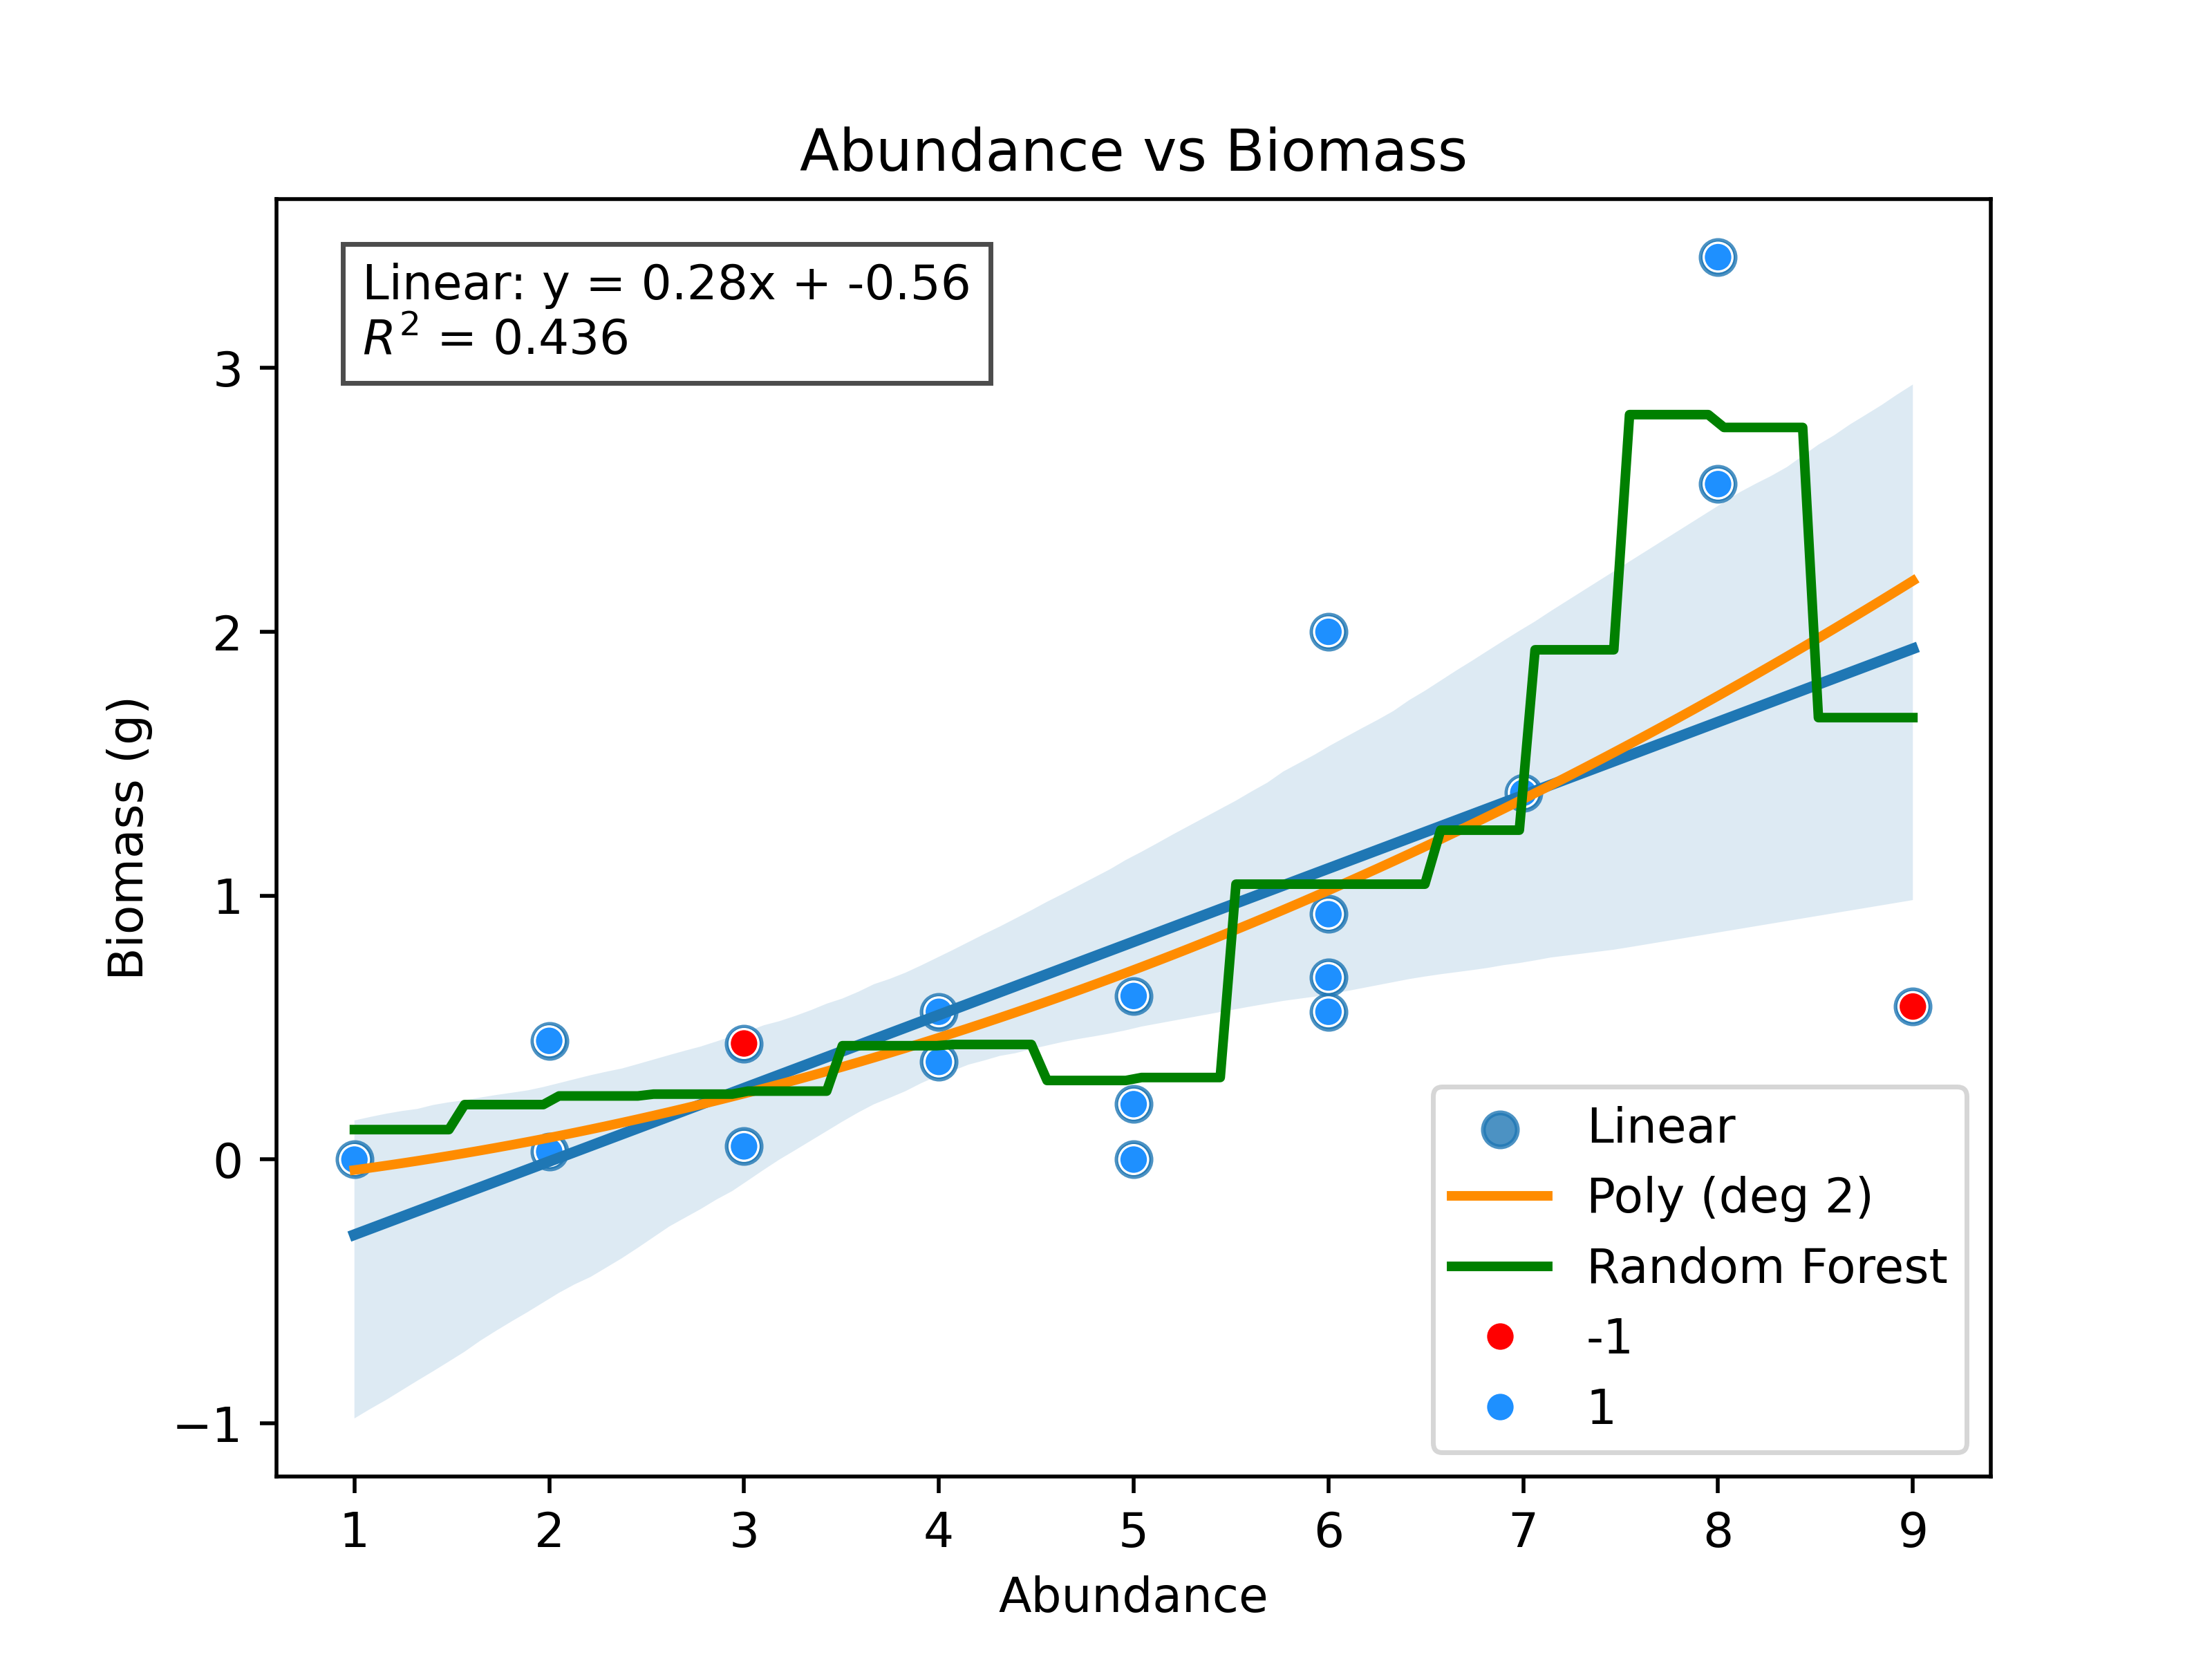 Abundance vs Biomass
Linear: y = 0.28x + -0.56
R² = 0.436
Biomass (g)
3
2
1
0
−1
Linear
Poly (deg 2)
Random Forest
-1
1
1 2 3 4 5 6 7 8 9
Abundance